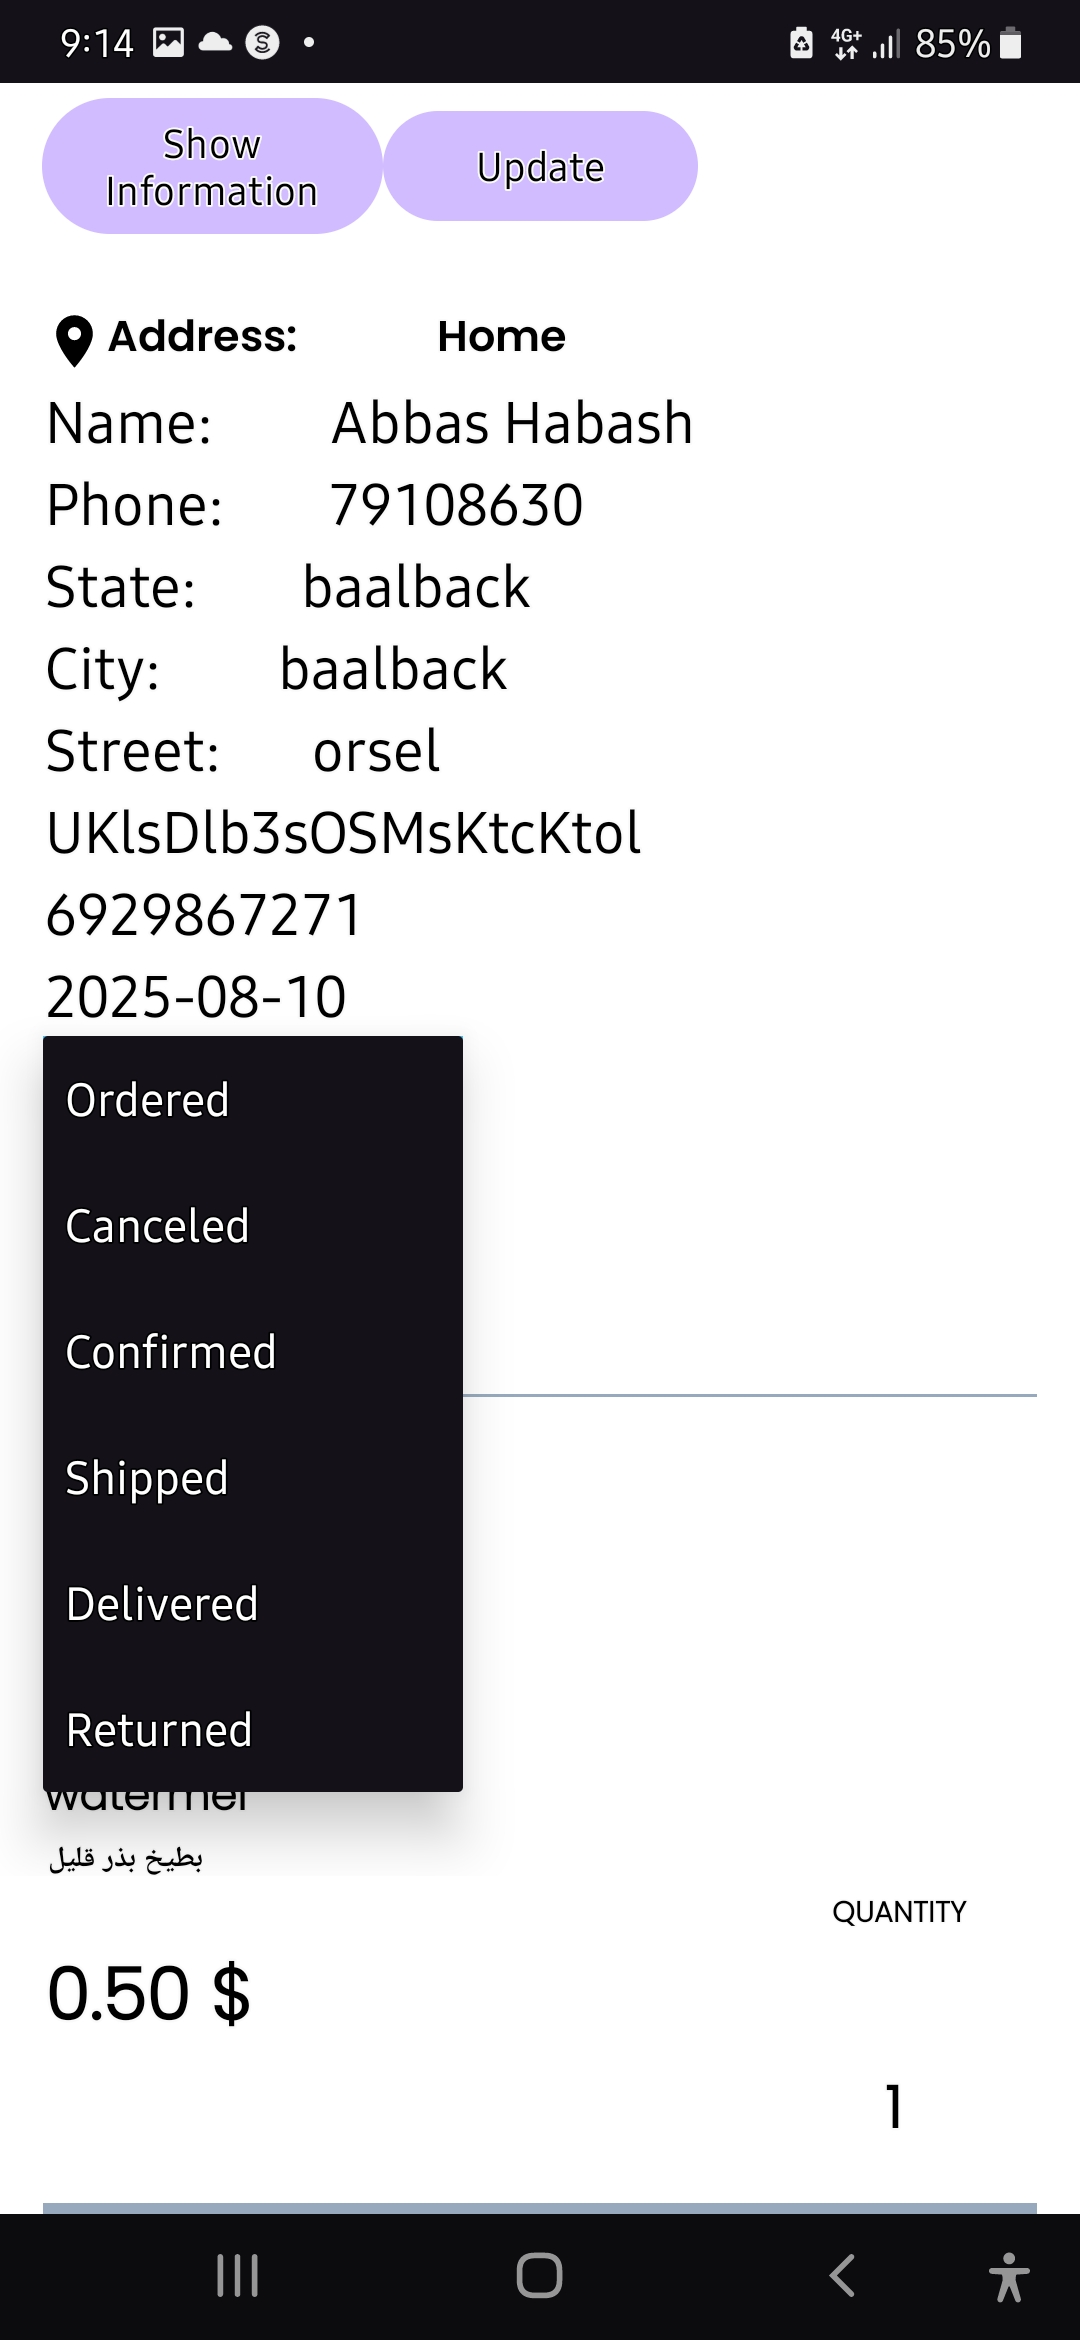 9:14 4G+ 85%
Show
Information
Update
Address: Home
Name: Abbas Habash
Phone: 79108630
State: baalback
City: baalback
Street: orsel
UKlsDlb3sOSMsKtcKtol
6929867271
2025-08-10
Ordered
Canceled
Confirmed
Shipped
Delivered
Returned
watermel
بطيخ بذر قليل
QUANTITY
0.50 $
1